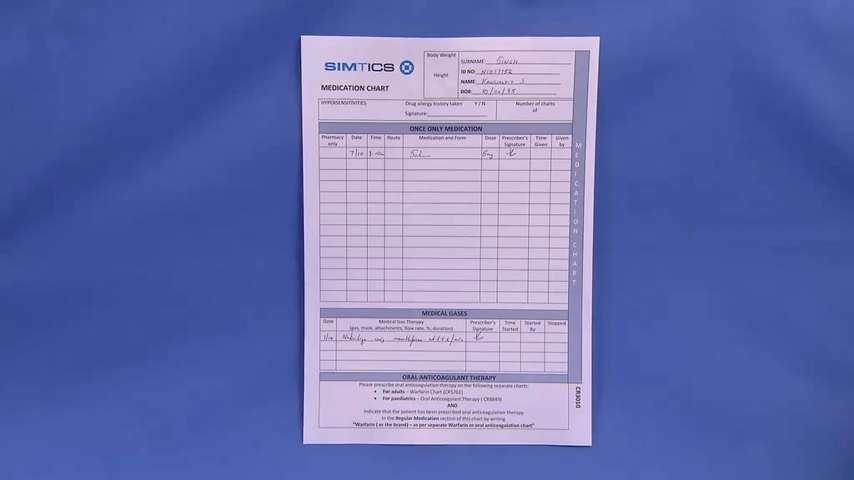 SIMTICS
MEDICATION CHART
Body Weight
Height
SURNAME: Singh
ID NO:
NAME
DOB:
HYPERSENSITIVITIES
Drug allergy history taken Y / N
Signature:
Number of charts
of
ONCE ONLY MEDICATION
Pharmacy only Date Time Route Medication and Form Dose Prescriber's Signature Time Given Given by
7/10 5mg
MEDICAL GASES
Date Medical Gas Therapy (gas, mask, attachments, flow rate, %, duration) Prescriber's Signature Time Started Started By Stopped
ORAL ANTICOAGULANT THERAPY
Please prescribe oral anticoagulation therapy on the following separate charts:
• For adults - Warfarin Chart (CR5763)
• For paediatrics - Oral Anticoagulant Therapy (CR8849)
AND
Indicate that the patient has been prescribed oral anticoagulation therapy
in the Regular Medication section of this chart by writing
"Warfarin ( or the brand) – as per separate Warfarin or oral anticoagulation chart"
MEDICATION CHART
CR3010